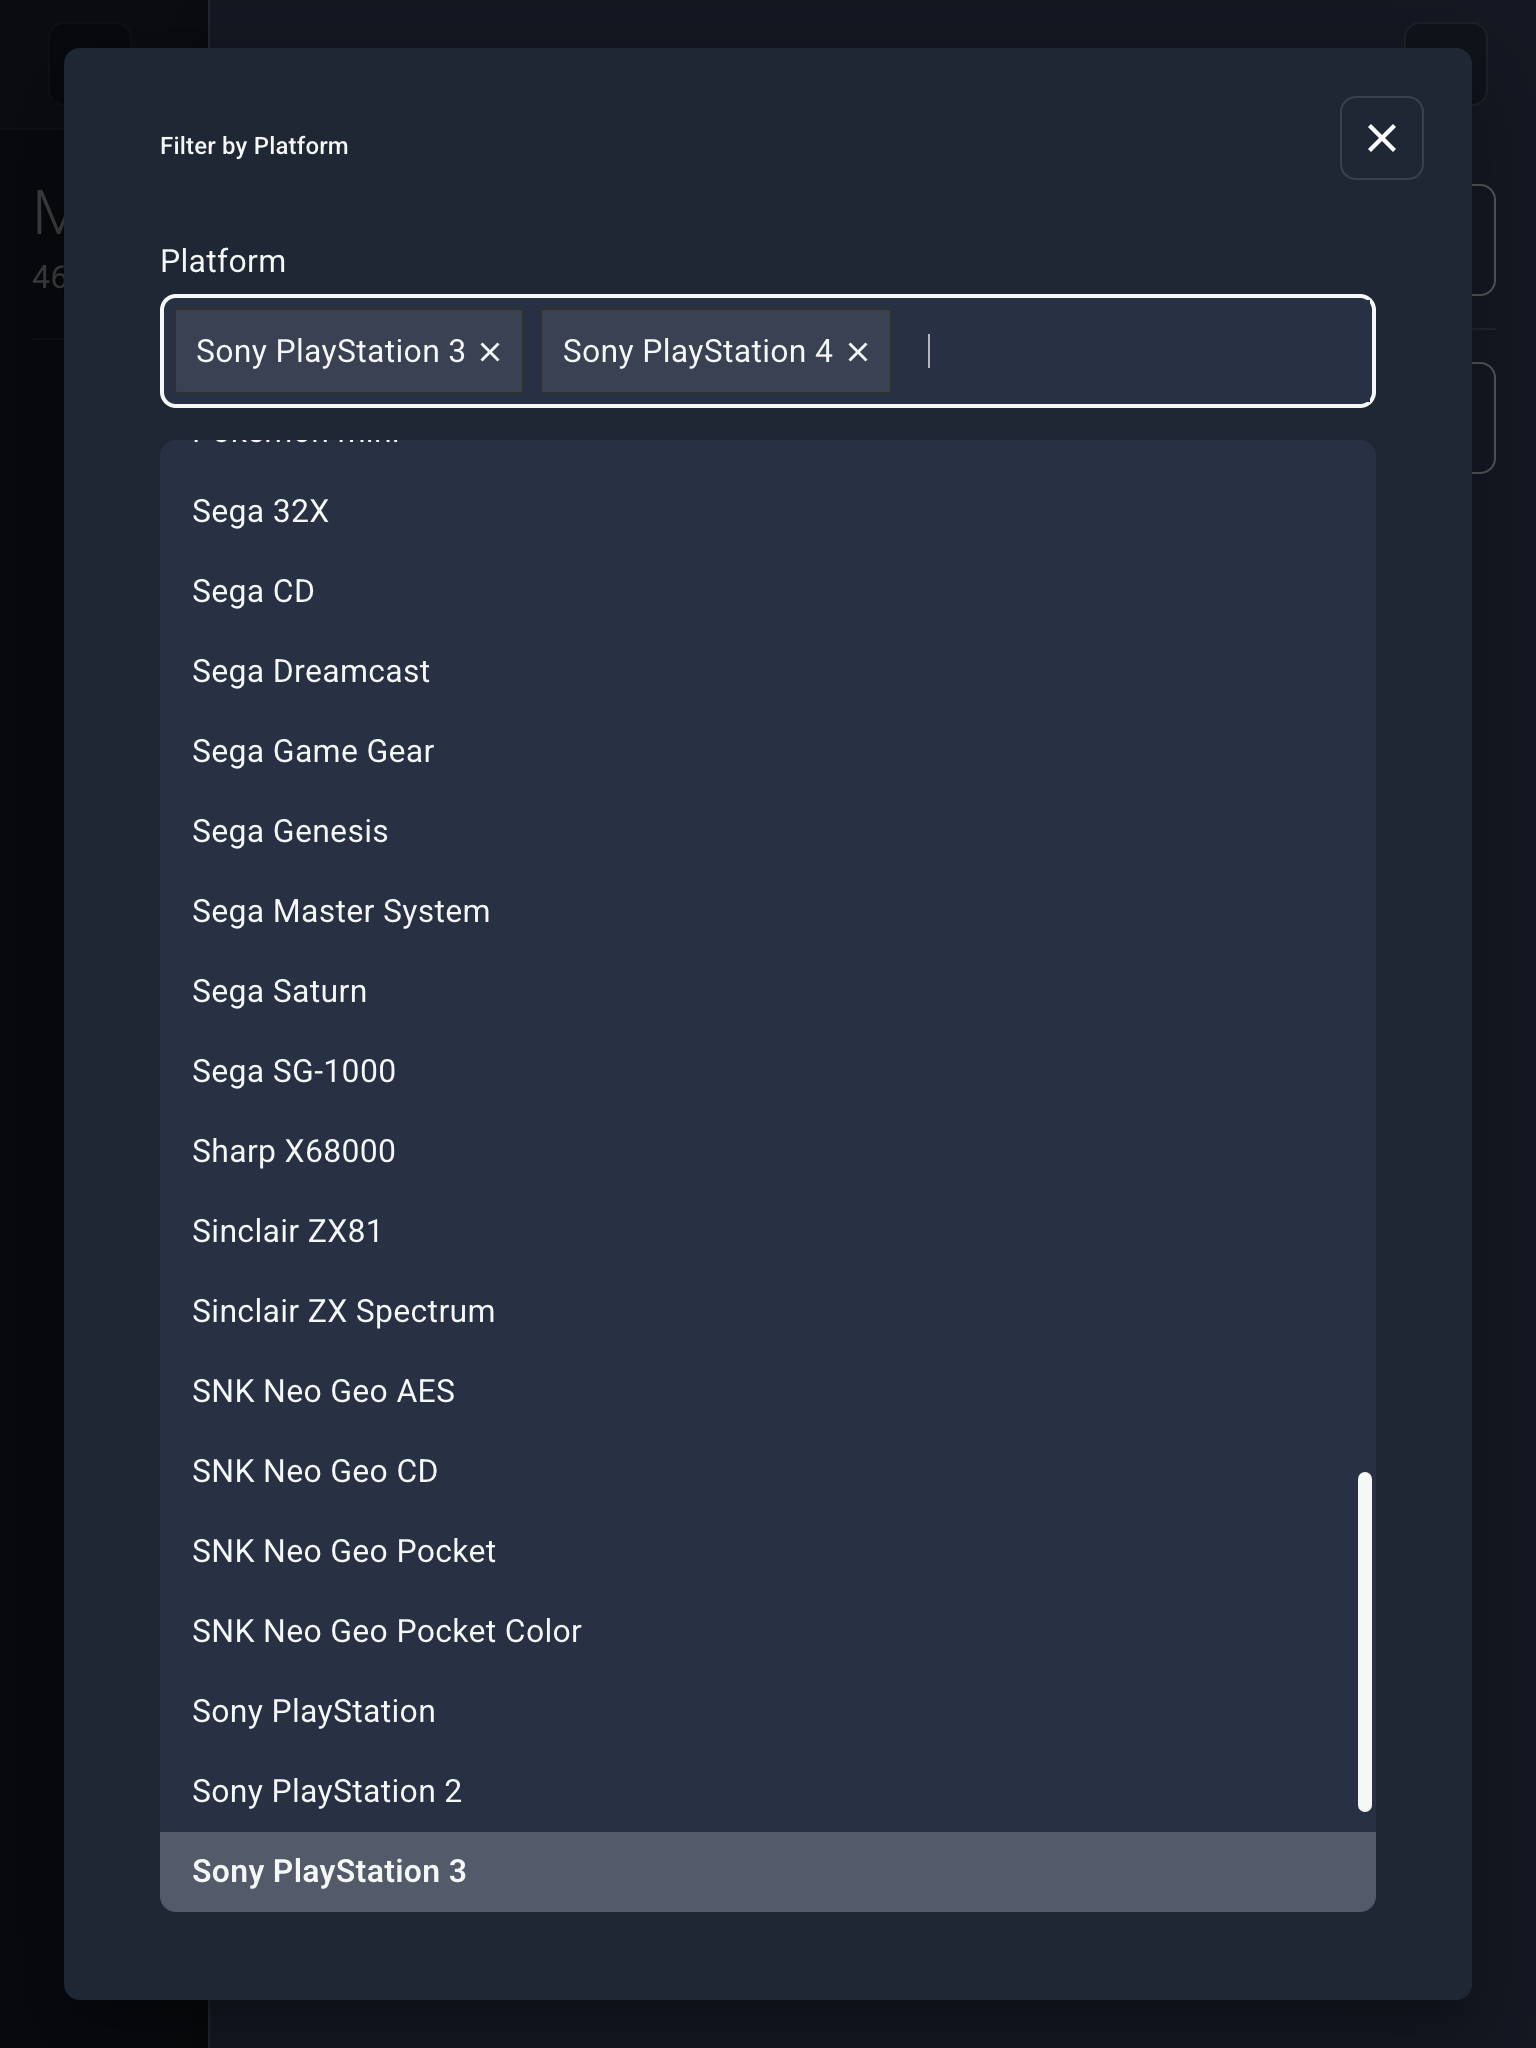 Filter by Platform
46
Platform
Sony PlayStation 3
Sony PlayStation 4
Sega 32X
Sega CD
Sega Dreamcast
Sega Game Gear
Sega Genesis
Sega Master System
Sega Saturn
Sega SG-1000
Sharp X68000
Sinclair ZX81
Sinclair ZX Spectrum
SNK Neo Geo AES
SNK Neo Geo CD
SNK Neo Geo Pocket
SNK Neo Geo Pocket Color
Sony PlayStation
Sony PlayStation 2
Sony PlayStation 3